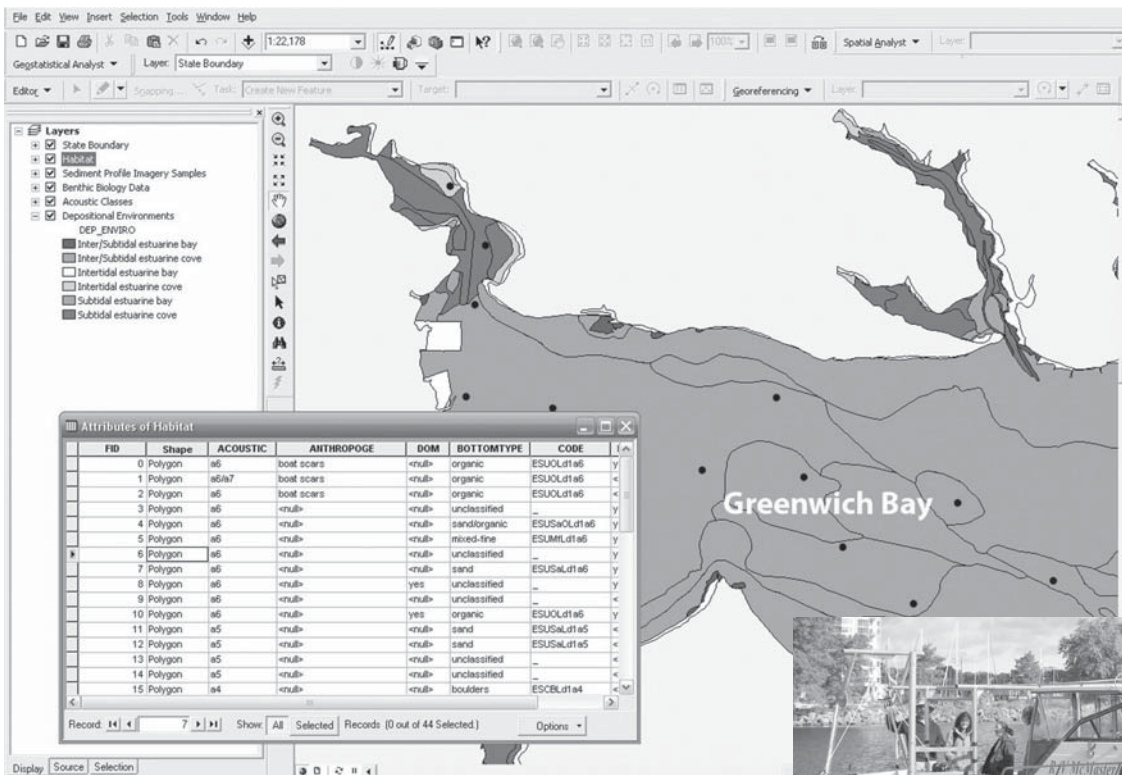 File Edit View Insert Selection Tools Window Help
1:22,178 100% Spatial Analyst Layer:
Geostatistical Analyst Layer: State Boundary
Editor Snapping... Task: Create New Feature Target: Georeferencing Layer:
Layers
State Boundary
Habitat
Sediment Profile Imagery Samples
Benthic Biology Data
Acoustic Classes
Depositional Environments
DEP_ENVIRO
Inter/Subtidal estuarine bay
Inter/Subtidal estuarine cove
Intertidal estuarine bay
Intertidal estuarine cove
Subtidal estuarine bay
Subtidal estuarine cove
Greenwich Bay
Attributes of Habitat
FID Shape ACOUSTIC ANTHROPOGE DOM BOTTOMTYPE CODE
0 Polygon a6 boat scars <null> organic ESUOLd1a6 y
1 Polygon a6/a7 boat scars <null> organic ESUOLd1a6 <
2 Polygon a6 boat scars <null> organic ESUOLd1a6 y
3 Polygon a6 <null> <null> unclassified _ <
4 Polygon a6 <null> <null> sand/organic ESUSaOLd1a6 y
5 Polygon a6 <null> <null> mixed-fine ESUMfLd1a6 y
6 Polygon a6 <null> <null> unclassified _ y
7 Polygon a6 <null> <null> sand ESUSaLd1a6 y
8 Polygon a6 <null> yes unclassified _ y
9 Polygon a6 <null> <null> unclassified _ <
10 Polygon a6 <null> yes organic ESUOLd1a6 y
11 Polygon a5 <null> <null> sand ESUSaLd1a5 <
12 Polygon a5 <null> <null> sand ESUSaLd1a5 <
13 Polygon a5 <null> <null> unclassified _ <
14 Polygon a5 <null> <null> unclassified _ <
15 Polygon a4 <null> <null> boulders ESCBLd1a4 <
Record: 7 Show: All Selected Records (0 out of 44 Selected.) Options
R/V McMaster
Display Source Selection